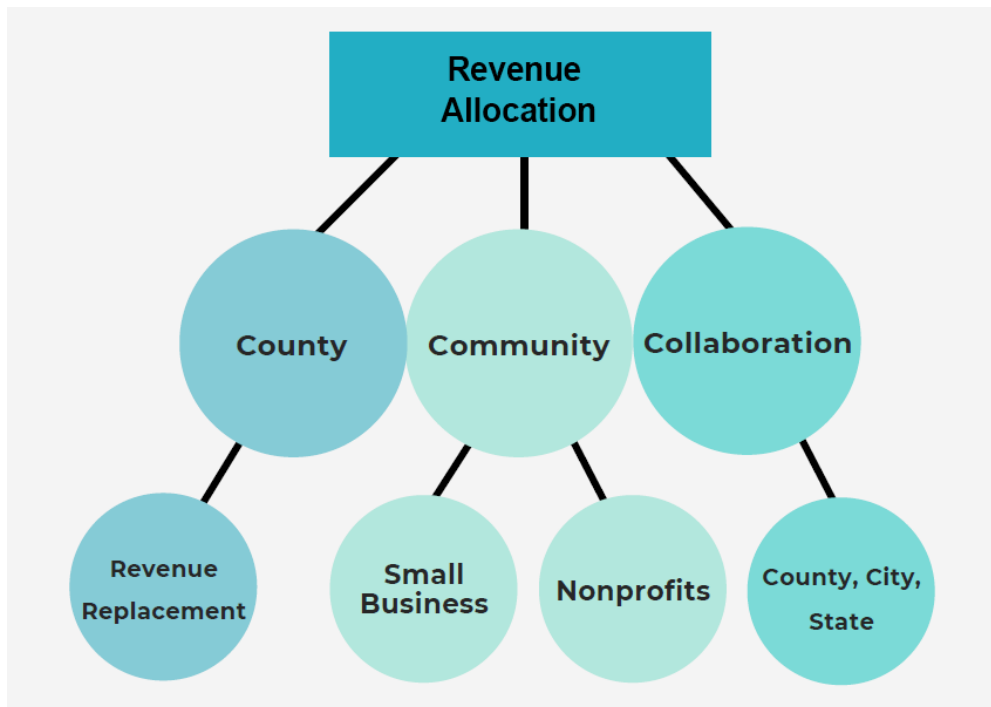 Revenue
Allocation
County
Community
Collaboration
Revenue
Replacement
Small
Business
Nonprofits
County, City,
State